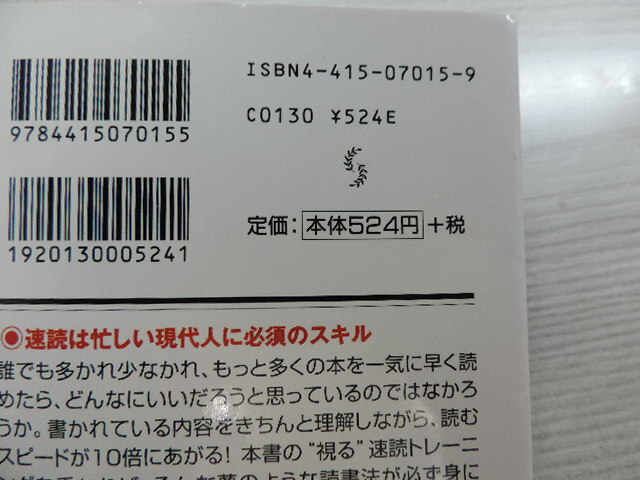 ISBN4-415-07015-9
C0130 ¥524E
9784415070155
定価:本体524円+税
1920130005241
◉速読は忙しい現代人に必須のスキル
誰でも多かれ少なかれ、もっと多くの本を一気に早く読
めたら、どんなにいいだろうと思っているのではなかろ
うか。書かれている内容をきちんと理解しながら、読む
スピードが10倍にあがる!本書の"視る"速読トレーニ